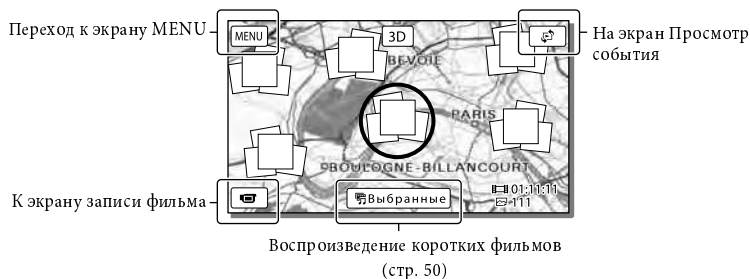 Переход к экрану MENU
MENU
3D
На экран Просмотр
события
BEVOIE
PARIS
BOULOGNE-BILLANCOURT
К экрану записи фильма
Выбранные
01:11:11
111
Воспроизведение коротких фильмов
(стр. 50)